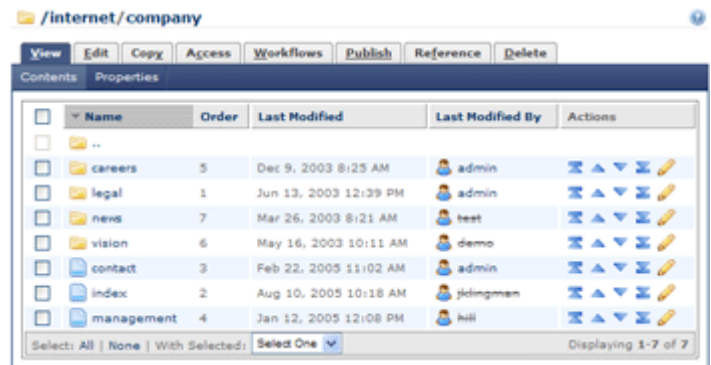 /internet/company
View Edit Copy Access Workflows Publish Reference Delete
Contents Properties
Name Order Last Modified Last Modified By Actions
..
careers 5 Dec 9, 2003 8:25 AM admin
legal 1 Jun 13, 2003 12:39 PM admin
news 7 Mar 26, 2003 8:21 AM test
vision 6 May 16, 2003 10:11 AM demo
contact 3 Feb 22, 2005 11:02 AM admin
index 2 Aug 10, 2005 10:18 AM jklingman
management 4 Jan 12, 2005 12:08 PM hill
Select: All | None | With Selected: Select One Displaying 1-7 of 7